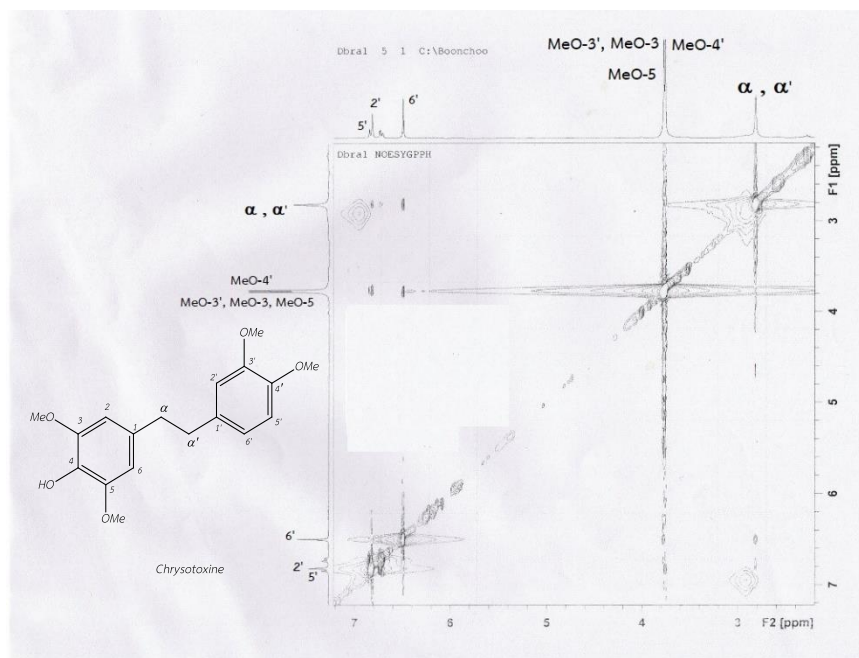 Dbral 5 1 C:\Boonchoo
MeO-3', MeO-3
MeO-4'
MeO-5
α , α'
5'
2'
6'
Dbral NOESYGPPH
α , α'
MeO-4'
MeO-3', MeO-3, MeO-5
6'
2'
5'
F1 [ppm]
3
4
5
6
7
7
6
5
4
3
F2 [ppm]
OMe
3'
OMe
2'
4'
α
2
MeO
3
1
1'
5'
α'
6'
4
6
HO
5
OMe
Chrysotoxine